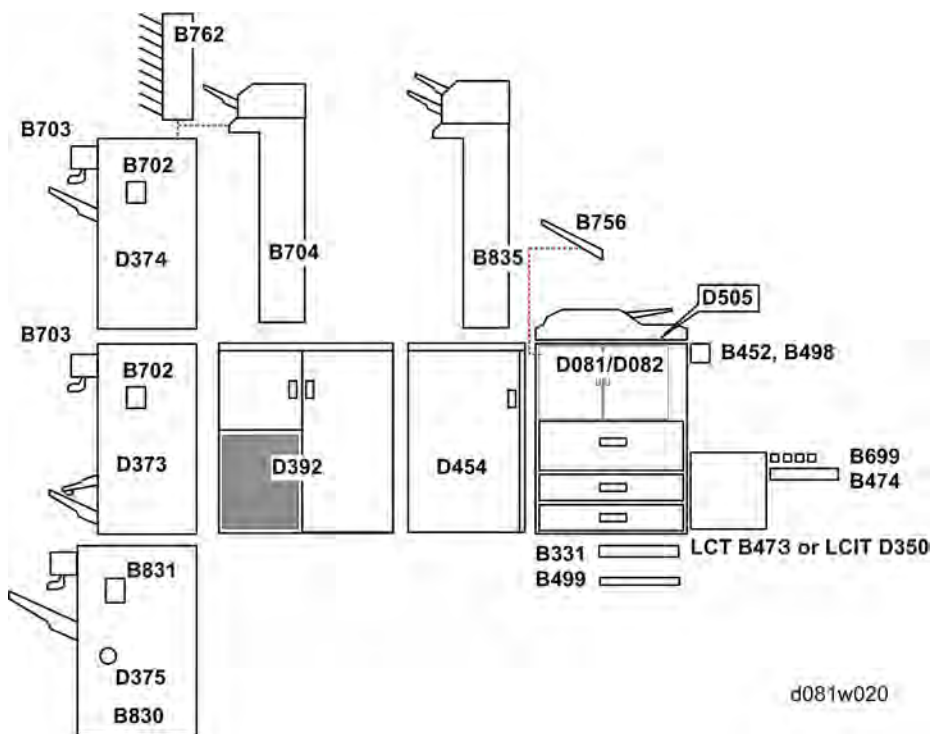 B762
B703
B702
D374
B704
B835
B756
D505
B703
B702
D373
D392
D454
D081/D082
B452, B498
B699
B474
LCT B473 or LCIT D350
B331
B499
B831
D375
B830
d081w020